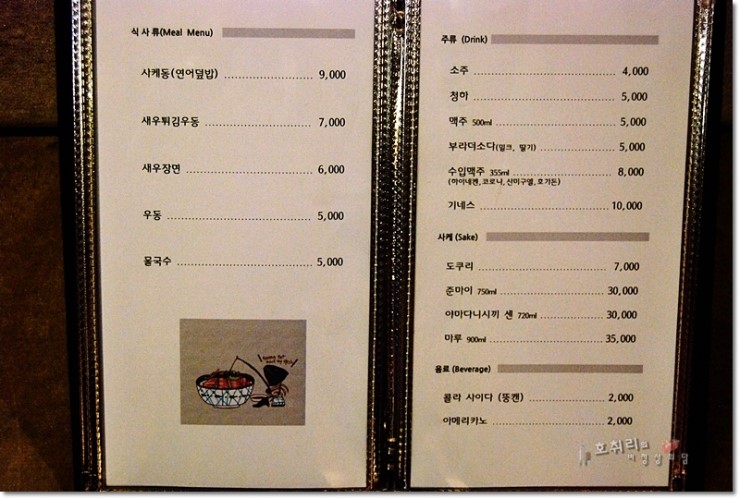 식 사 류(Meal Menu)
사케동(연어덮밥) 9,000
새우튀김우동 7,000
새우장면 6,000
우동 5,000
물국수 5,000
주류 (Drink)
소주 4,000
청하 5,000
맥주 500ml 5,000
부라더소다(밀크, 딸기) 5,000
수입맥주 355ml 8,000
(하이네켄,코로나,산미구엘,호가든)
기네스 10,000
사케 (Sake)
도쿠리 7,000
준마이 750ml 30,000
야마다니시끼 센 720ml 30,000
마루 900ml 35,000
음료 (Beverage)
콜라 사이다 (뚱캔) 2,000
아메리카노 2,000
호쉬리의